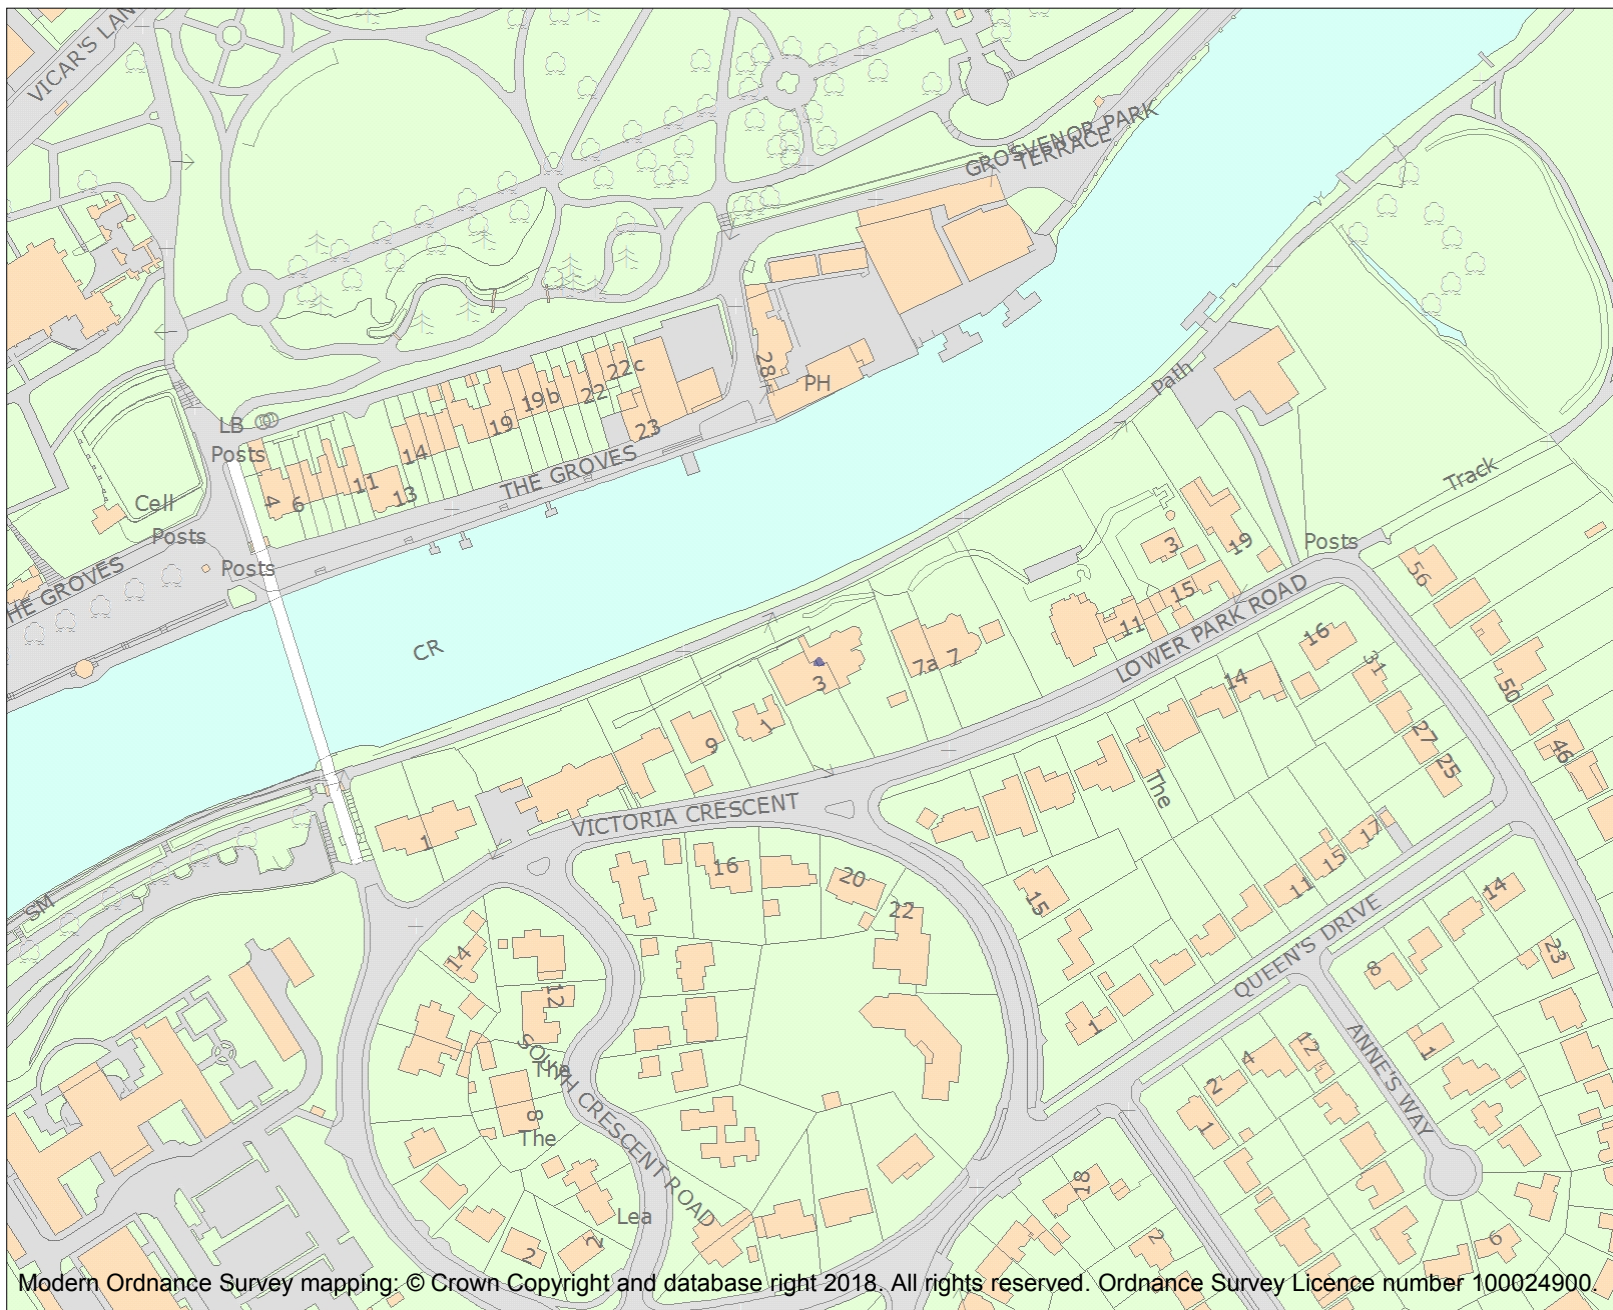 VICAR'S LAN
GROSVENOR PARK
TERRACE
28
PH
22c
22
19b
19
23
14
11
13
4
6
LB
Posts
THE GROVES
Cell
Posts
Posts
HE GROVES
CR
Path
Track
Posts
3
19
15
11
LOWER PARK ROAD
56
16
31
50
14
27
25
46
7a
7
3
1
9
The
VICTORIA CRESCENT
1
16
20
22
17
15
11
15
14
QUEEN'S DRIVE
23
8
SM
14
12
1
1
ANNE'S WAY
12
4
2
1
SOUTH CRESCENT ROAD
The
8
The
18
Lea
2
2
2
6
Modern Ordnance Survey mapping: © Crown Copyright and database right 2018. All rights reserved. Ordnance Survey Licence number 100024900.